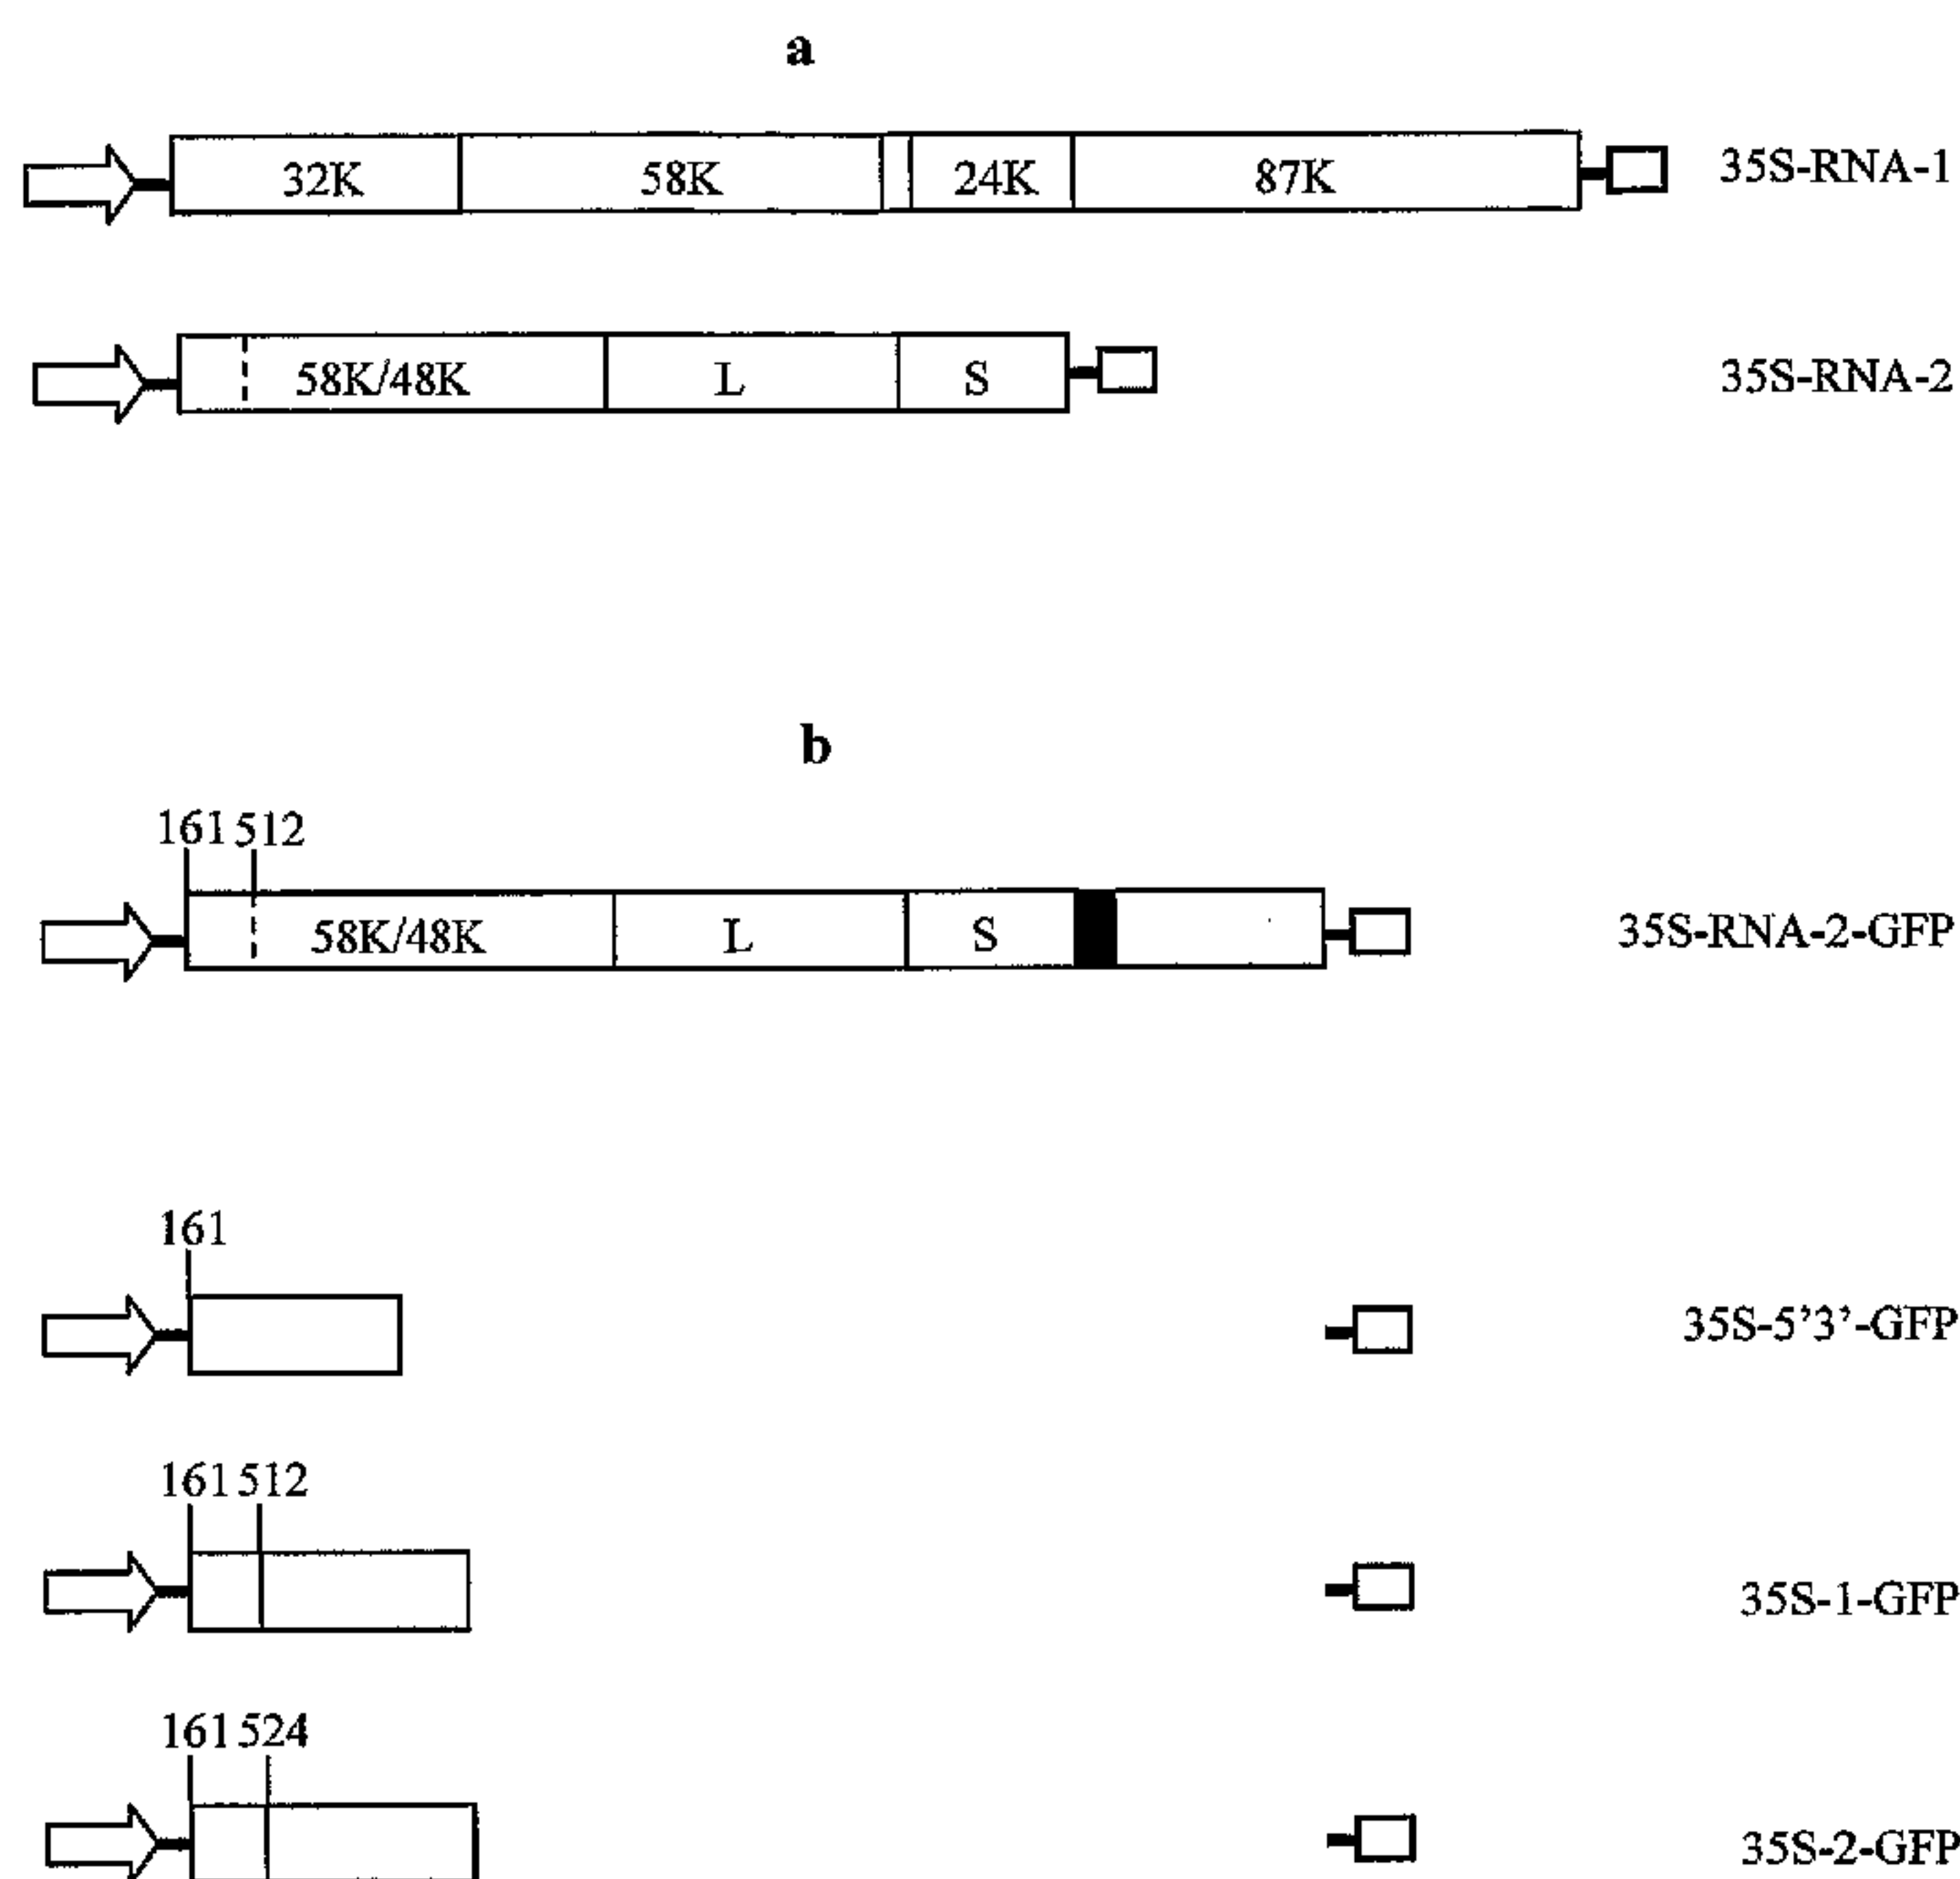 a
32K 58K 24K 87K 35S-RNA-1
58K/48K L S 35S-RNA-2
b
161 512
58K/48K L S 35S-RNA-2-GFP
161
35S-5’3’-GFP
161 512
35S-1-GFP
161 524
35S-2-GFP